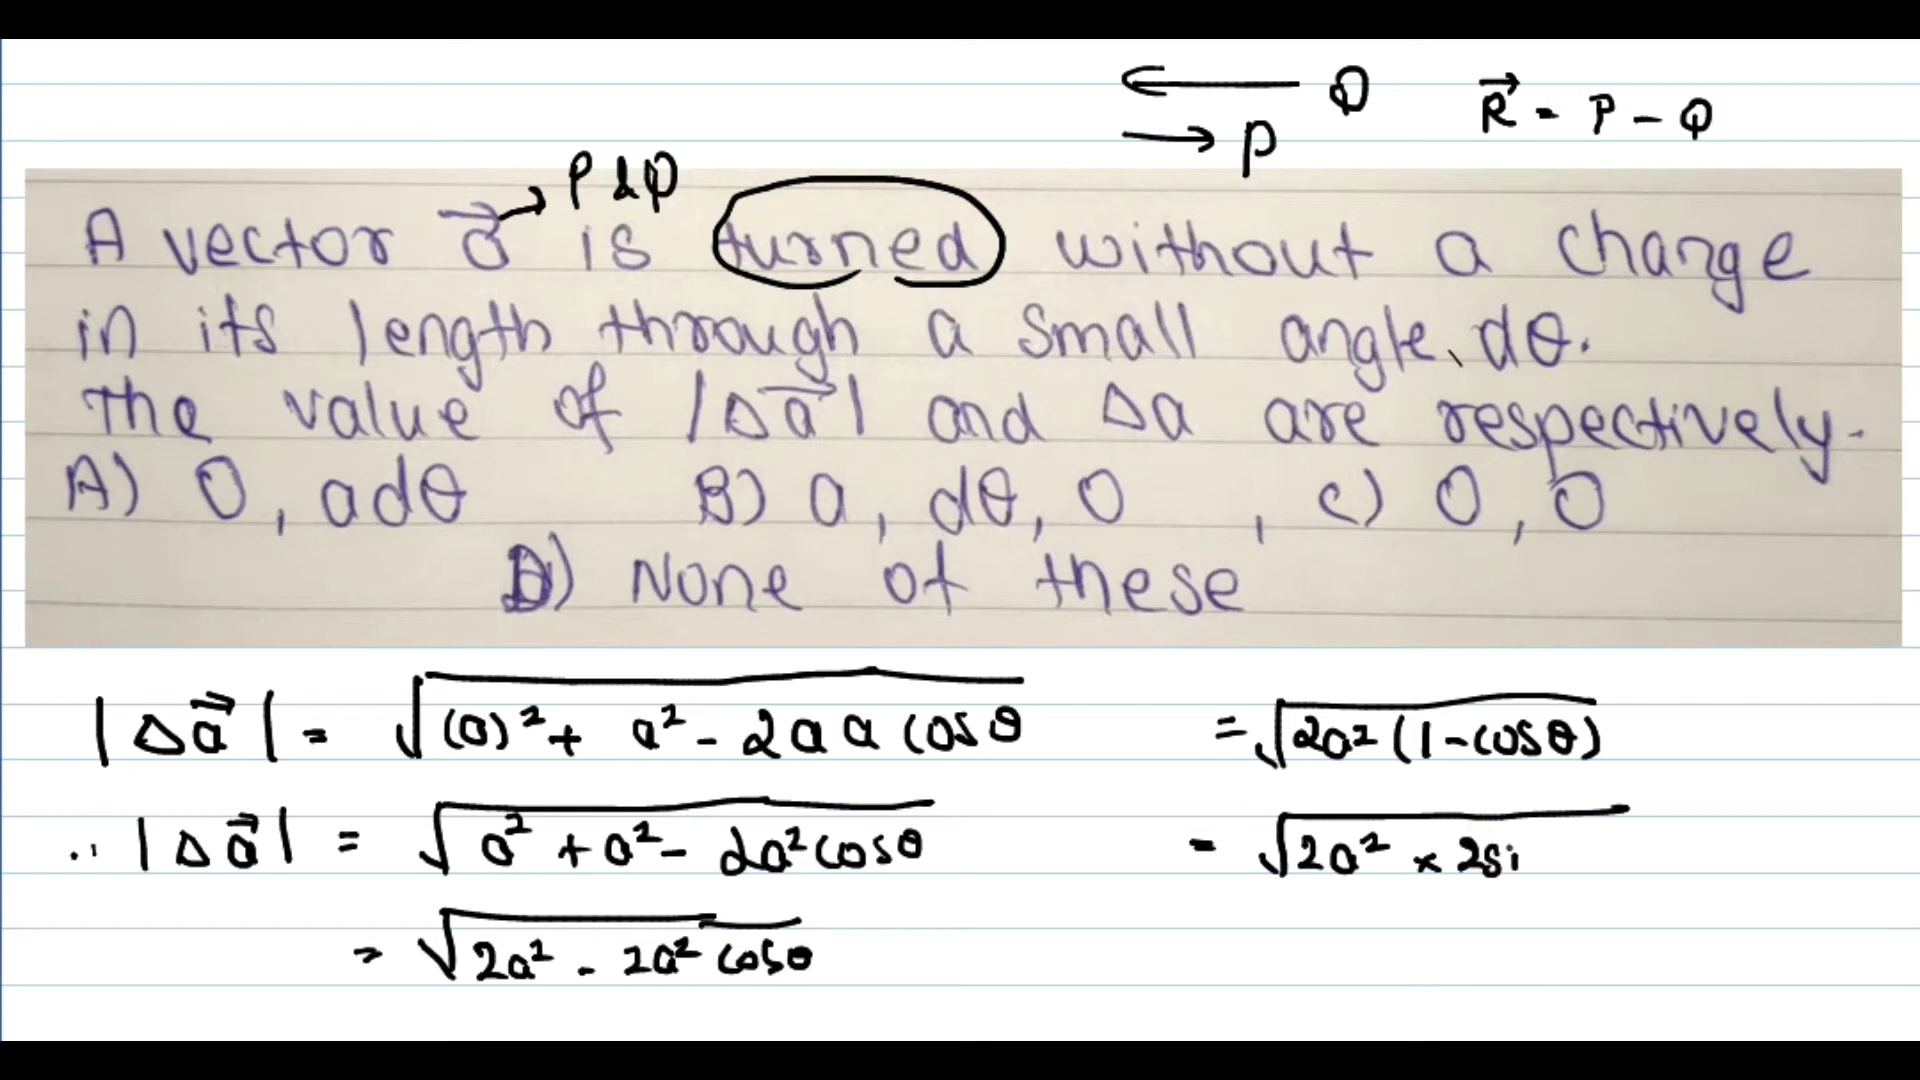 Q
P
R⃗ = P - Q
P & Q
A vector a⃗ is turned without a change
in its length through a small angle, dθ.
The value of |Δa⃗| and Δa are respectively.
A) 0, adθ B) a, dθ, 0 , C) 0, 0
D) None of these
|Δa⃗| = √(a)² + a² - 2 a a cosθ = √2a² (1 - cosθ)
∴ |Δa⃗| = √a² + a² - 2a² cosθ = √2a² × 2si
= √2a² - 2a² cosθ